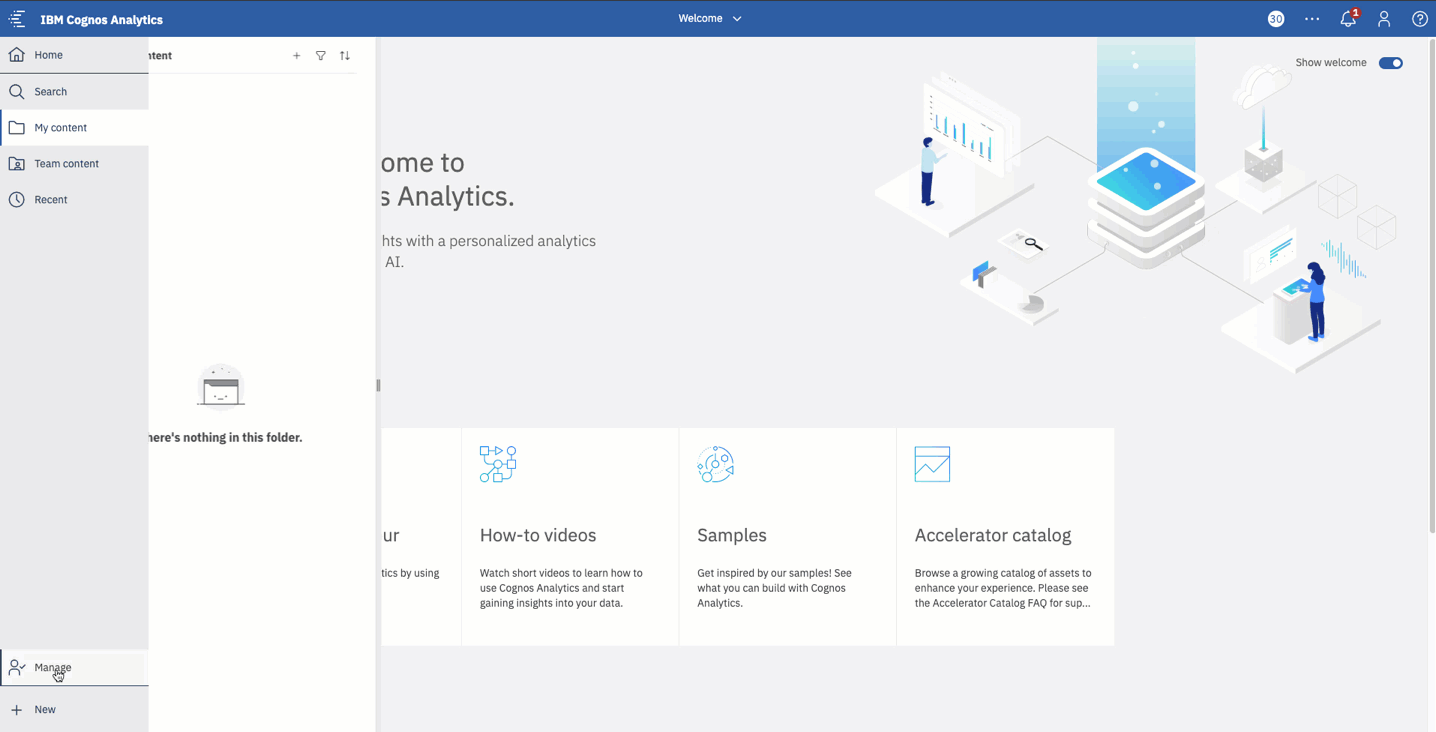 IBM Cognos Analytics
Welcome
30
1
Home
Search
My content
Team content
Recent
Manage
New
ntent
here's nothing in this folder.
Show welcome
ome to
s Analytics.
hts with a personalized analytics
AI.
ur
tics by using
How-to videos
Watch short videos to learn how to
use Cognos Analytics and start
gaining insights into your data.
Samples
Get inspired by our samples! See
what you can build with Cognos
Analytics.
Accelerator catalog
Browse a growing catalog of assets to
enhance your experience. Please see
the Accelerator Catalog FAQ for sup...